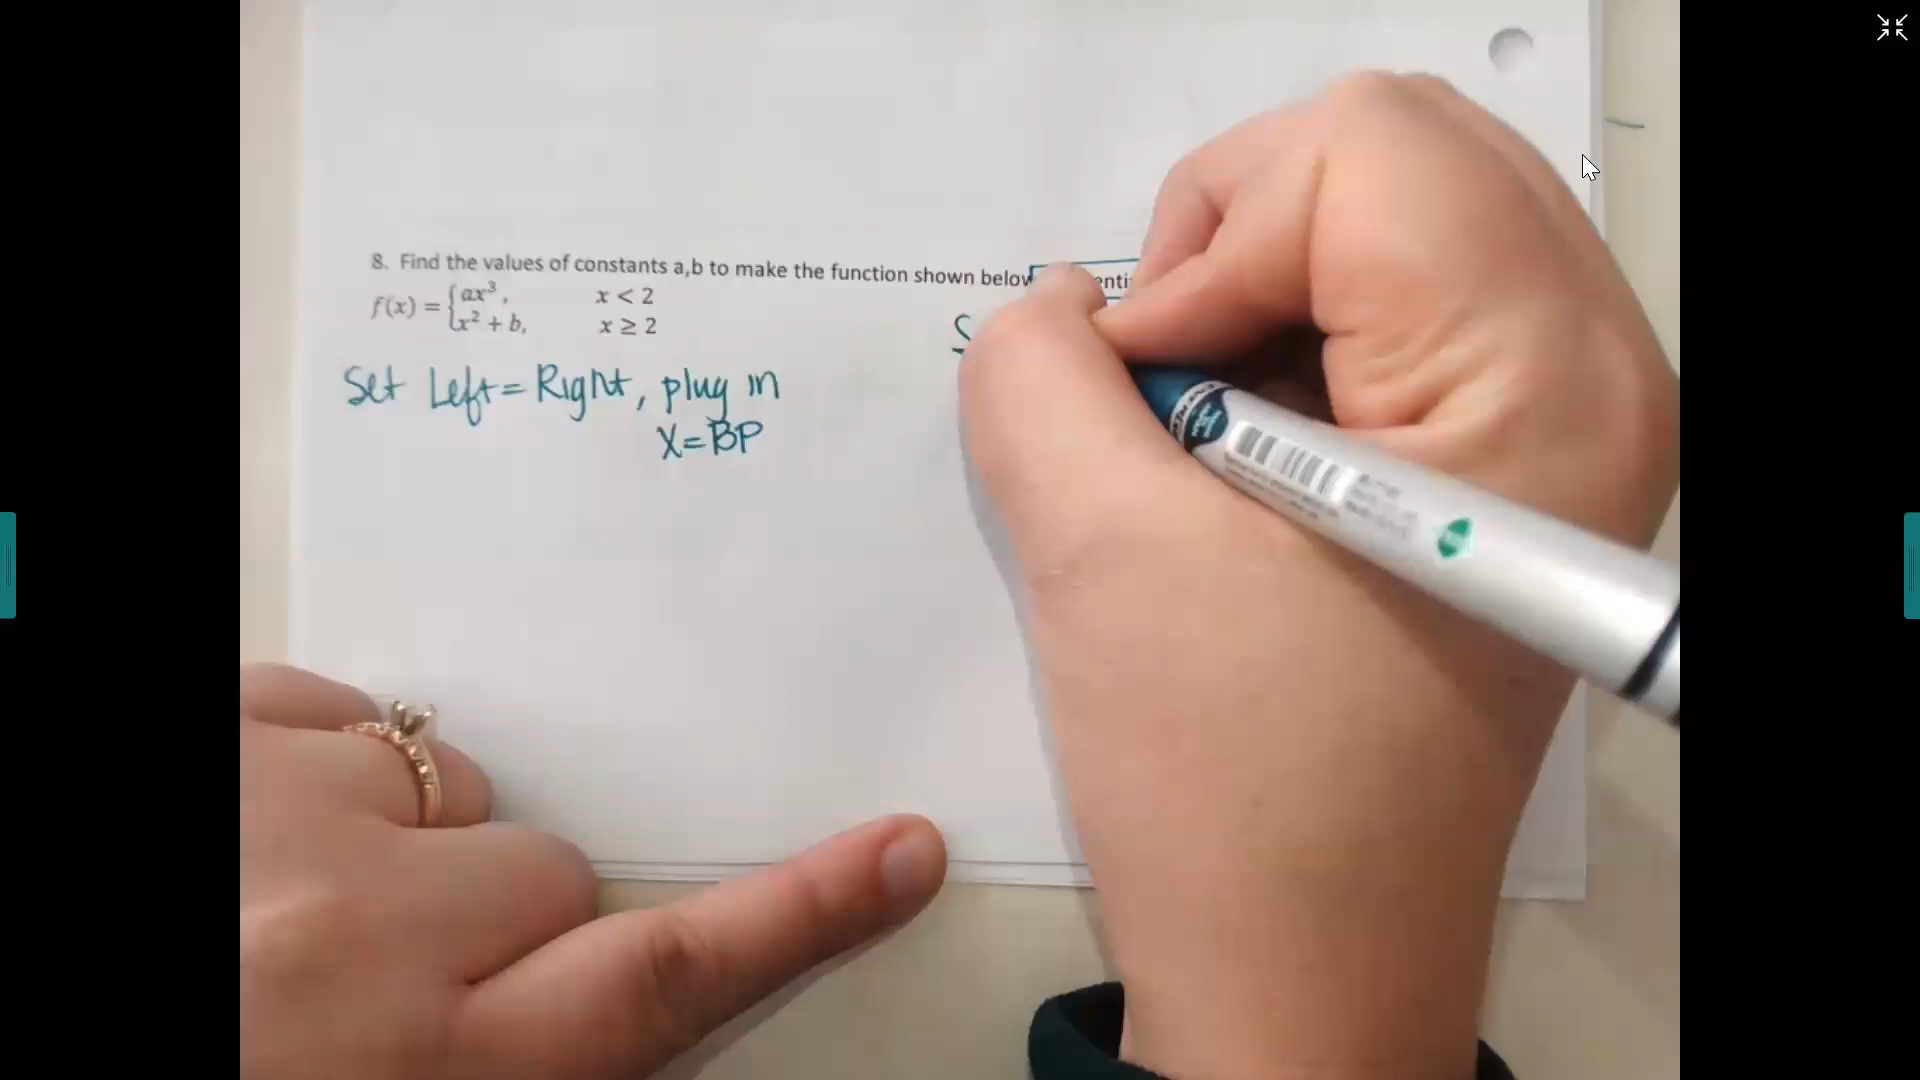 8. Find the values of constants a,b to make the function shown below
f(x) = { ax³, x < 2
x² + b, x ≥ 2
Set Left = Right, plug in
X=BP